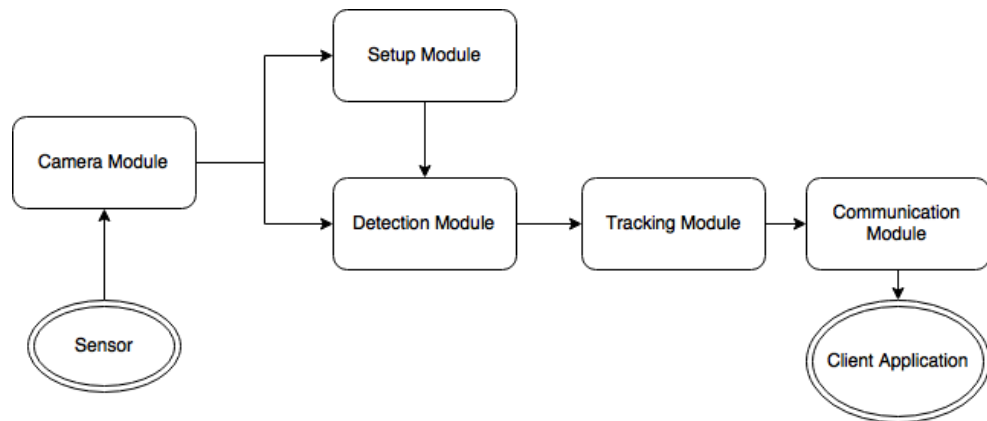 Setup Module
Camera Module
Detection Module
Tracking Module
Communication
Module
Sensor
Client Application